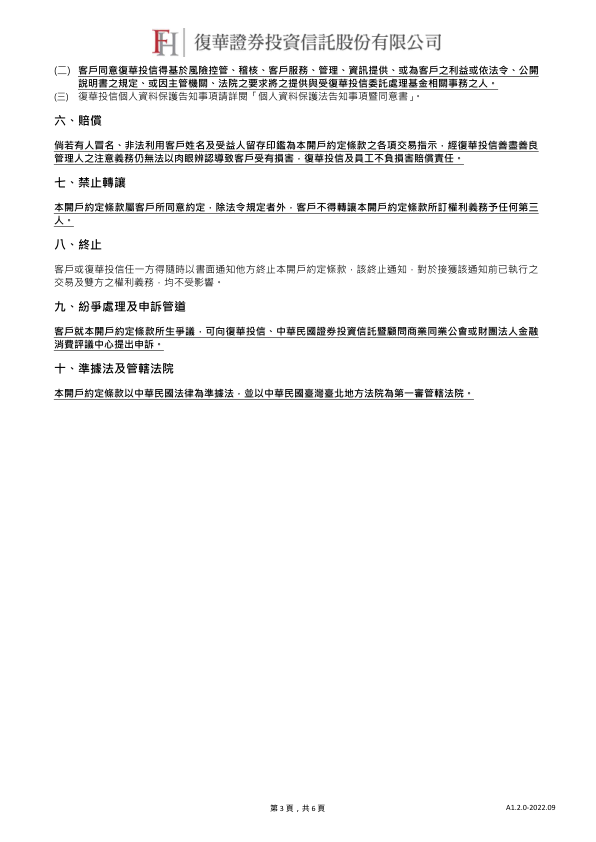 FH 復華證券投資信託股份有限公司
(二) 客戶同意復華投信得基於風險控管、稽核、客戶服務、管理、資訊提供、或為客戶之利益或依法令、公開
說明書之規定、或因主管機關、法院之要求將之提供與受復華投信委託處理基金相關事務之人。
(三) 復華投信個人資料保護告知事項請詳閱「個人資料保護法告知事項暨同意書」。
六、賠償
倘若有人冒名、非法利用客戶姓名及受益人留存印鑑為本開戶約定條款之各項交易指示，經復華投信善盡善良
管理人之注意義務仍無法以肉眼辨認導致客戶受有損害，復華投信及員工不負損害賠償責任。
七、禁止轉讓
本開戶約定條款屬客戶所同意約定，除法令規定者外，客戶不得轉讓本開戶約定條款所訂權利義務予任何第三
人。
八、終止
客戶或復華投信任一方得隨時以書面通知他方終止本開戶約定條款，該終止通知，對於接獲該通知前已執行之
交易及雙方之權利義務，均不受影響。
九、紛爭處理及申訴管道
客戶就本開戶約定條款所生爭議，可向復華投信、中華民國證券投資信託暨顧問商業同業公會或財團法人金融
消費評議中心提出申訴。
十、準據法及管轄法院
本開戶約定條款以中華民國法律為準據法，並以中華民國臺灣臺北地方法院為第一審管轄法院。
第 3 頁，共 6 頁
A1.2.0-2022.09